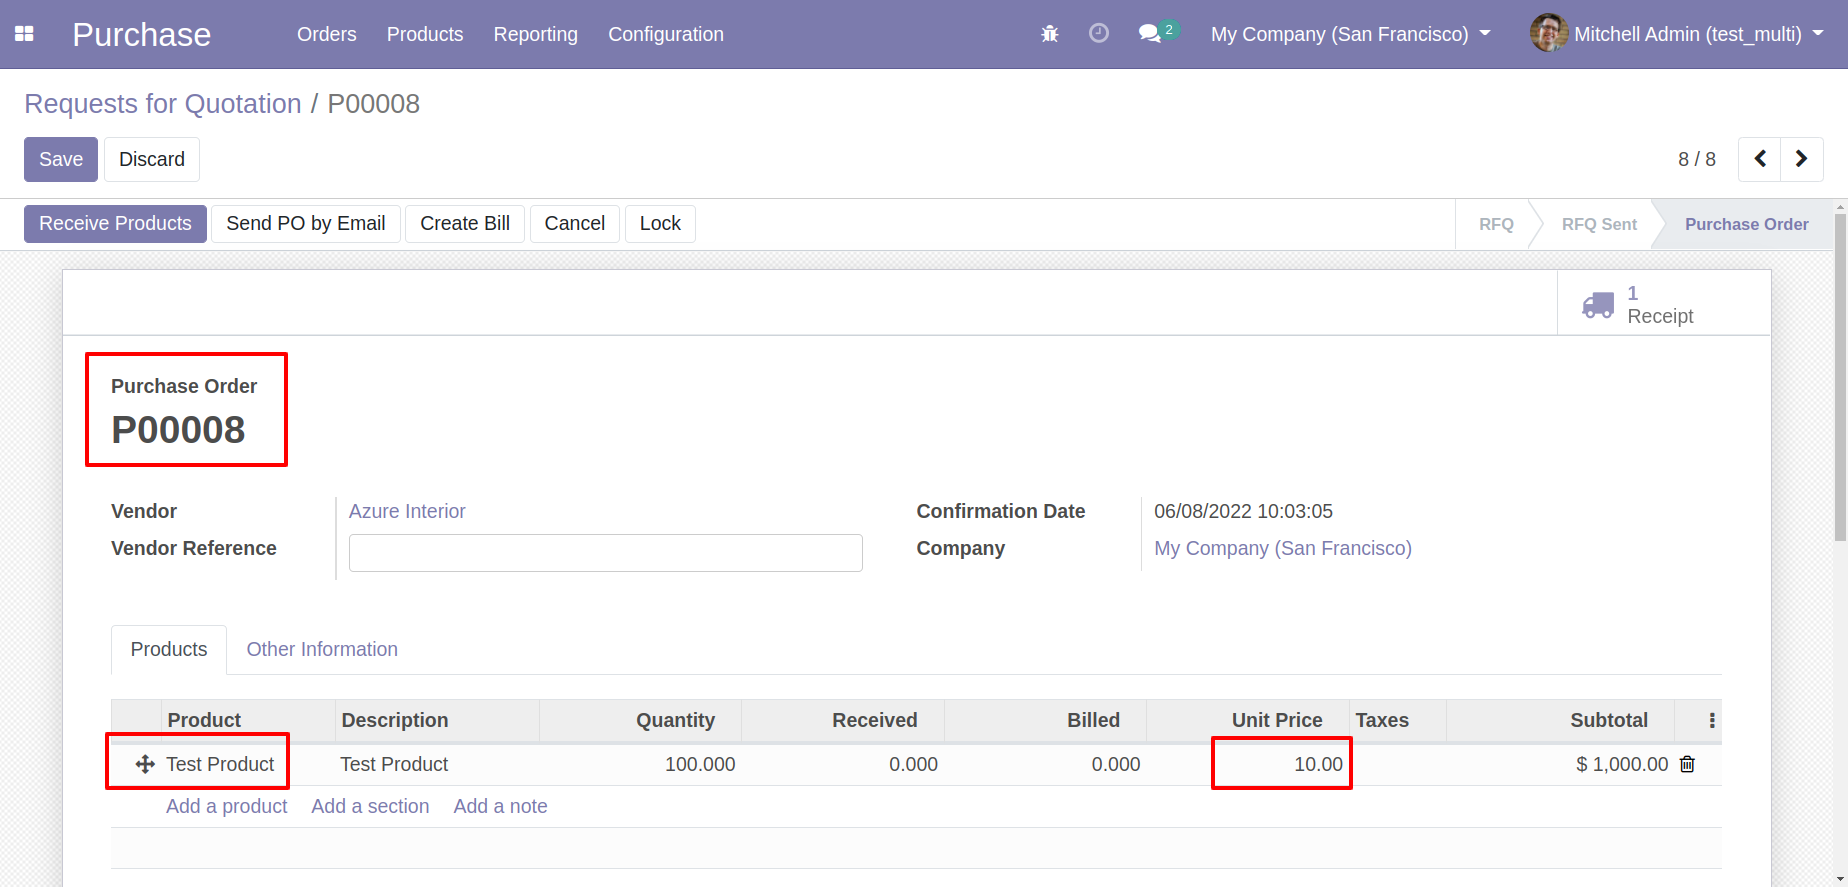 Purchase Orders Products Reporting Configuration 2 My Company (San Francisco) Mitchell Admin (test_multi)
Requests for Quotation / P00008
Save Discard 8 / 8
Receive Products Send PO by Email Create Bill Cancel Lock RFQ RFQ Sent Purchase Order
1
Receipt
Purchase Order
P00008
Vendor Azure Interior Confirmation Date 06/08/2022 10:03:05
Vendor Reference Company My Company (San Francisco)
Products Other Information
Product Description Quantity Received Billed Unit Price Taxes Subtotal
Test Product Test Product 100.000 0.000 0.000 10.00 $ 1,000.00
Add a product Add a section Add a note